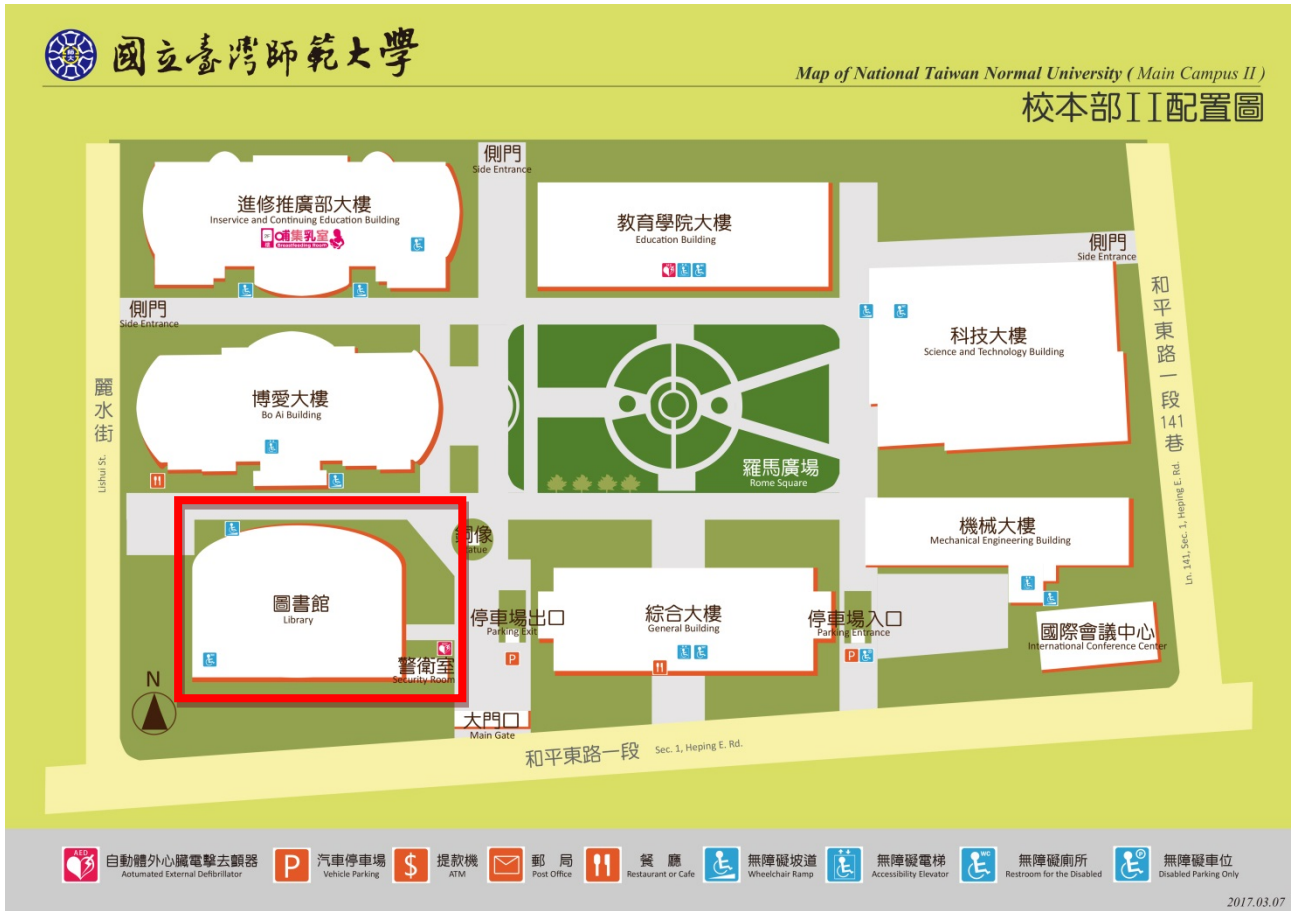 國立臺灣師範大學
Map of National Taiwan Normal University ( Main Campus II )
校本部II配置圖
側門
Side Entrance
進修推廣部大樓
Inservice and Continuing Education Building
哺集乳室
Breastfeeding Room
教育學院大樓
Education Building
側門
Side Entrance
側門
Side Entrance
科技大樓
Science and Technology Building
和平東路一段141巷
Ln. 141, Sec. 1, Heping E. Rd.
麗水街
Lishui St.
博愛大樓
Bo Ai Building
羅馬廣場
Rome Square
銅像
Statue
機械大樓
Mechanical Engineering Building
圖書館
Library
停車場出口
Parking Exit
綜合大樓
General Building
停車場入口
Parking Entrance
國際會議中心
International Conference Center
警衛室
Security Room
P
P
N
大門口
Main Gate
和平東路一段 Sec. 1, Heping E. Rd.
AED 自動體外心臟電擊去顫器
Aotumated External Defibrillator
P 汽車停車場
Vehicle Parking
$ 提款機
ATM
郵局
Post Office
餐廳
Restaurant or Cafe
無障礙坡道
Wheelchair Ramp
無障礙電梯
Accessibility Elevator
WC 無障礙廁所
Restroom for the Disabled
P 無障礙車位
Disabled Parking Only
2017.03.07